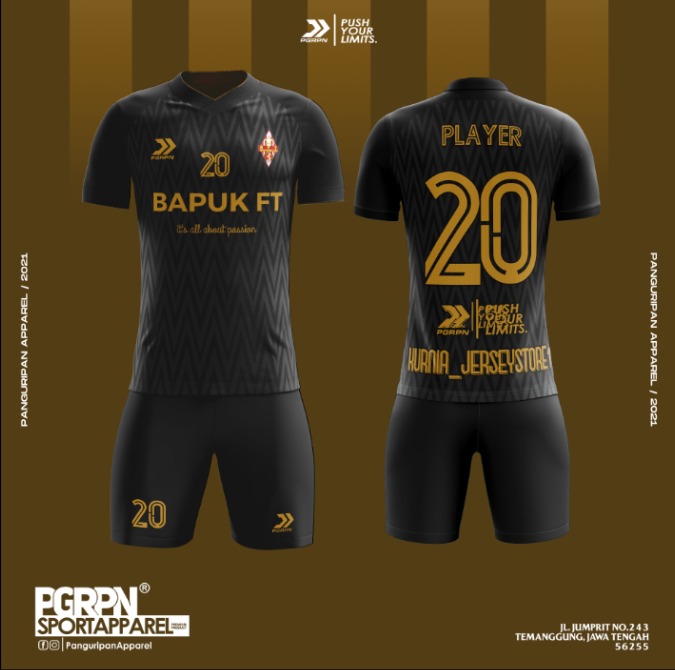 PGRPN
PUSH
YOUR
LIMITS.
PGRPN
20
BAPUK FT
it's all about passion
20
PGRPN
PLAYER
20
PGRPN
PUSH
YOUR
LIMITS.
KURNIA_JERSEYSTORE
PANGURIPAN APPAREL / 2021
PANGURIPAN APPAREL / 2021
PGRPN®
SPORTAPPAREL
PangurIpanApparel
JL. JUMPRIT NO.243
TEMANGGUNG, JAWA TENGAH
56255